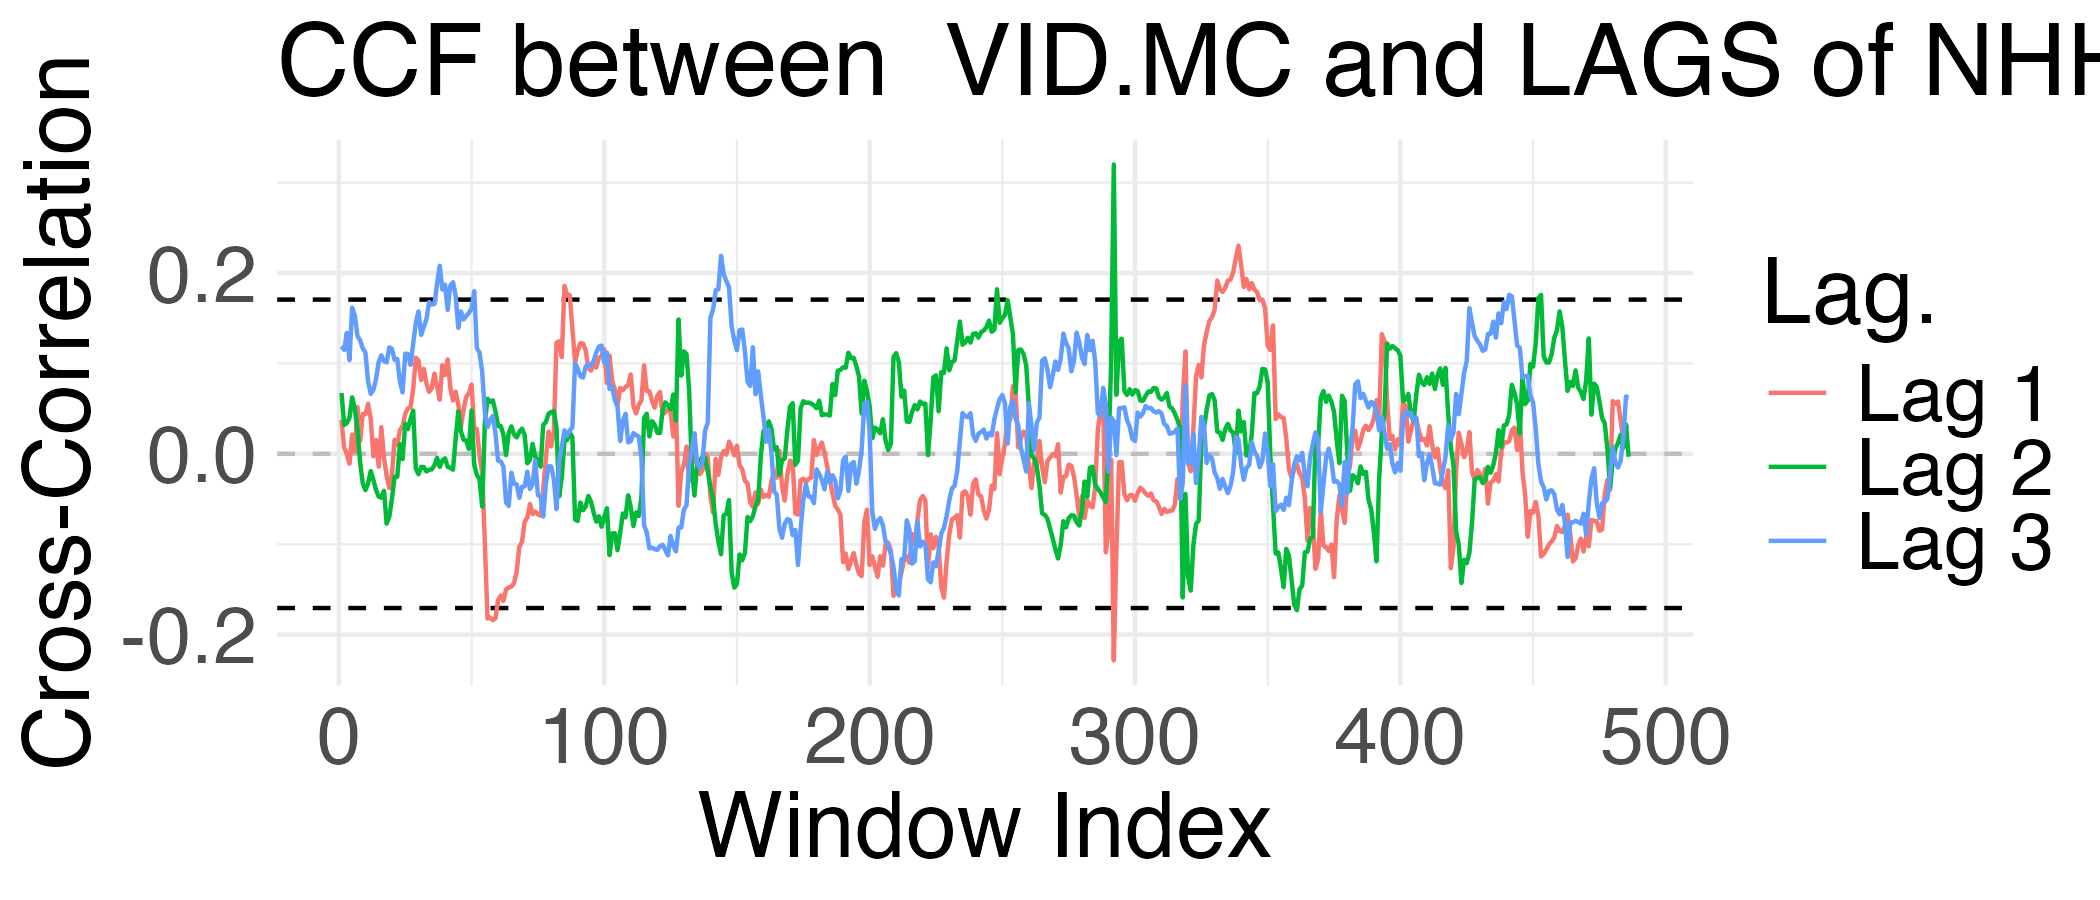 CCF between VID.MC and LAGS of NHH
Cross-Correlation
0.2
0.0
-0.2
0
100
200
300
400
500
Window Index
Lag.
Lag 1
Lag 2
Lag 3